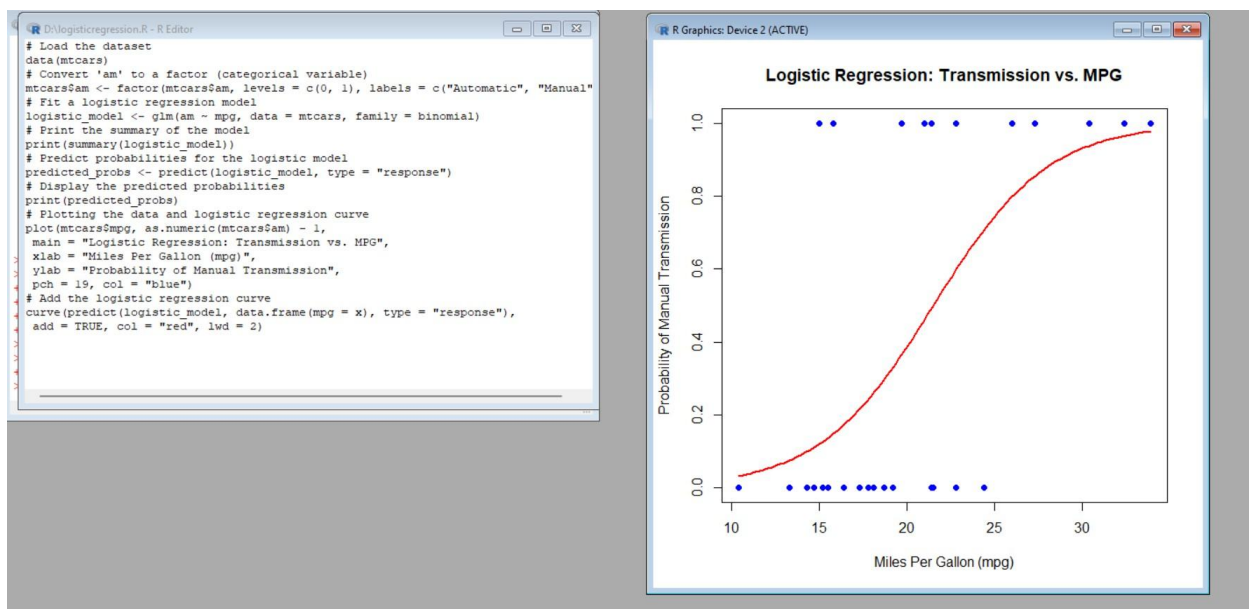 D:\logisticregression.R - R Editor
# Load the dataset
data(mtcars)
# Convert 'am' to a factor (categorical variable)
mtcars$am <- factor(mtcars$am, levels = c(0, 1), labels = c("Automatic", "Manual"
# Fit a logistic regression model
logistic_model <- glm(am ~ mpg, data = mtcars, family = binomial)
# Print the summary of the model
print(summary(logistic_model))
# Predict probabilities for the logistic model
predicted_probs <- predict(logistic_model, type = "response")
# Display the predicted probabilities
print(predicted_probs)
# Plotting the data and logistic regression curve
plot(mtcars$mpg, as.numeric(mtcars$am) - 1,
 main = "Logistic Regression: Transmission vs. MPG",
 xlab = "Miles Per Gallon (mpg)",
 ylab = "Probability of Manual Transmission",
 pch = 19, col = "blue")
# Add the logistic regression curve
curve(predict(logistic_model, data.frame(mpg = x), type = "response"),
 add = TRUE, col = "red", lwd = 2)
R Graphics: Device 2 (ACTIVE)
Logistic Regression: Transmission vs. MPG
Probability of Manual Transmission
1.0
0.8
0.6
0.4
0.2
0.0
10 15 20 25 30
Miles Per Gallon (mpg)